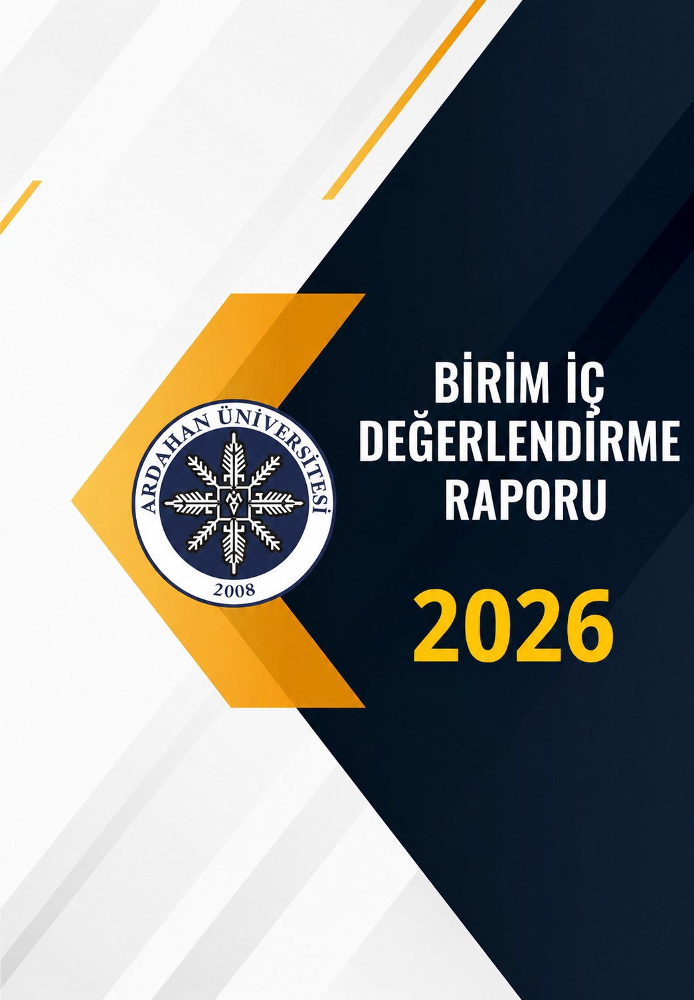 BİRİM İÇ
DEĞERLENDİRME
RAPORU
2026
ARDAHAN ÜNİVERSİTESİ
2008